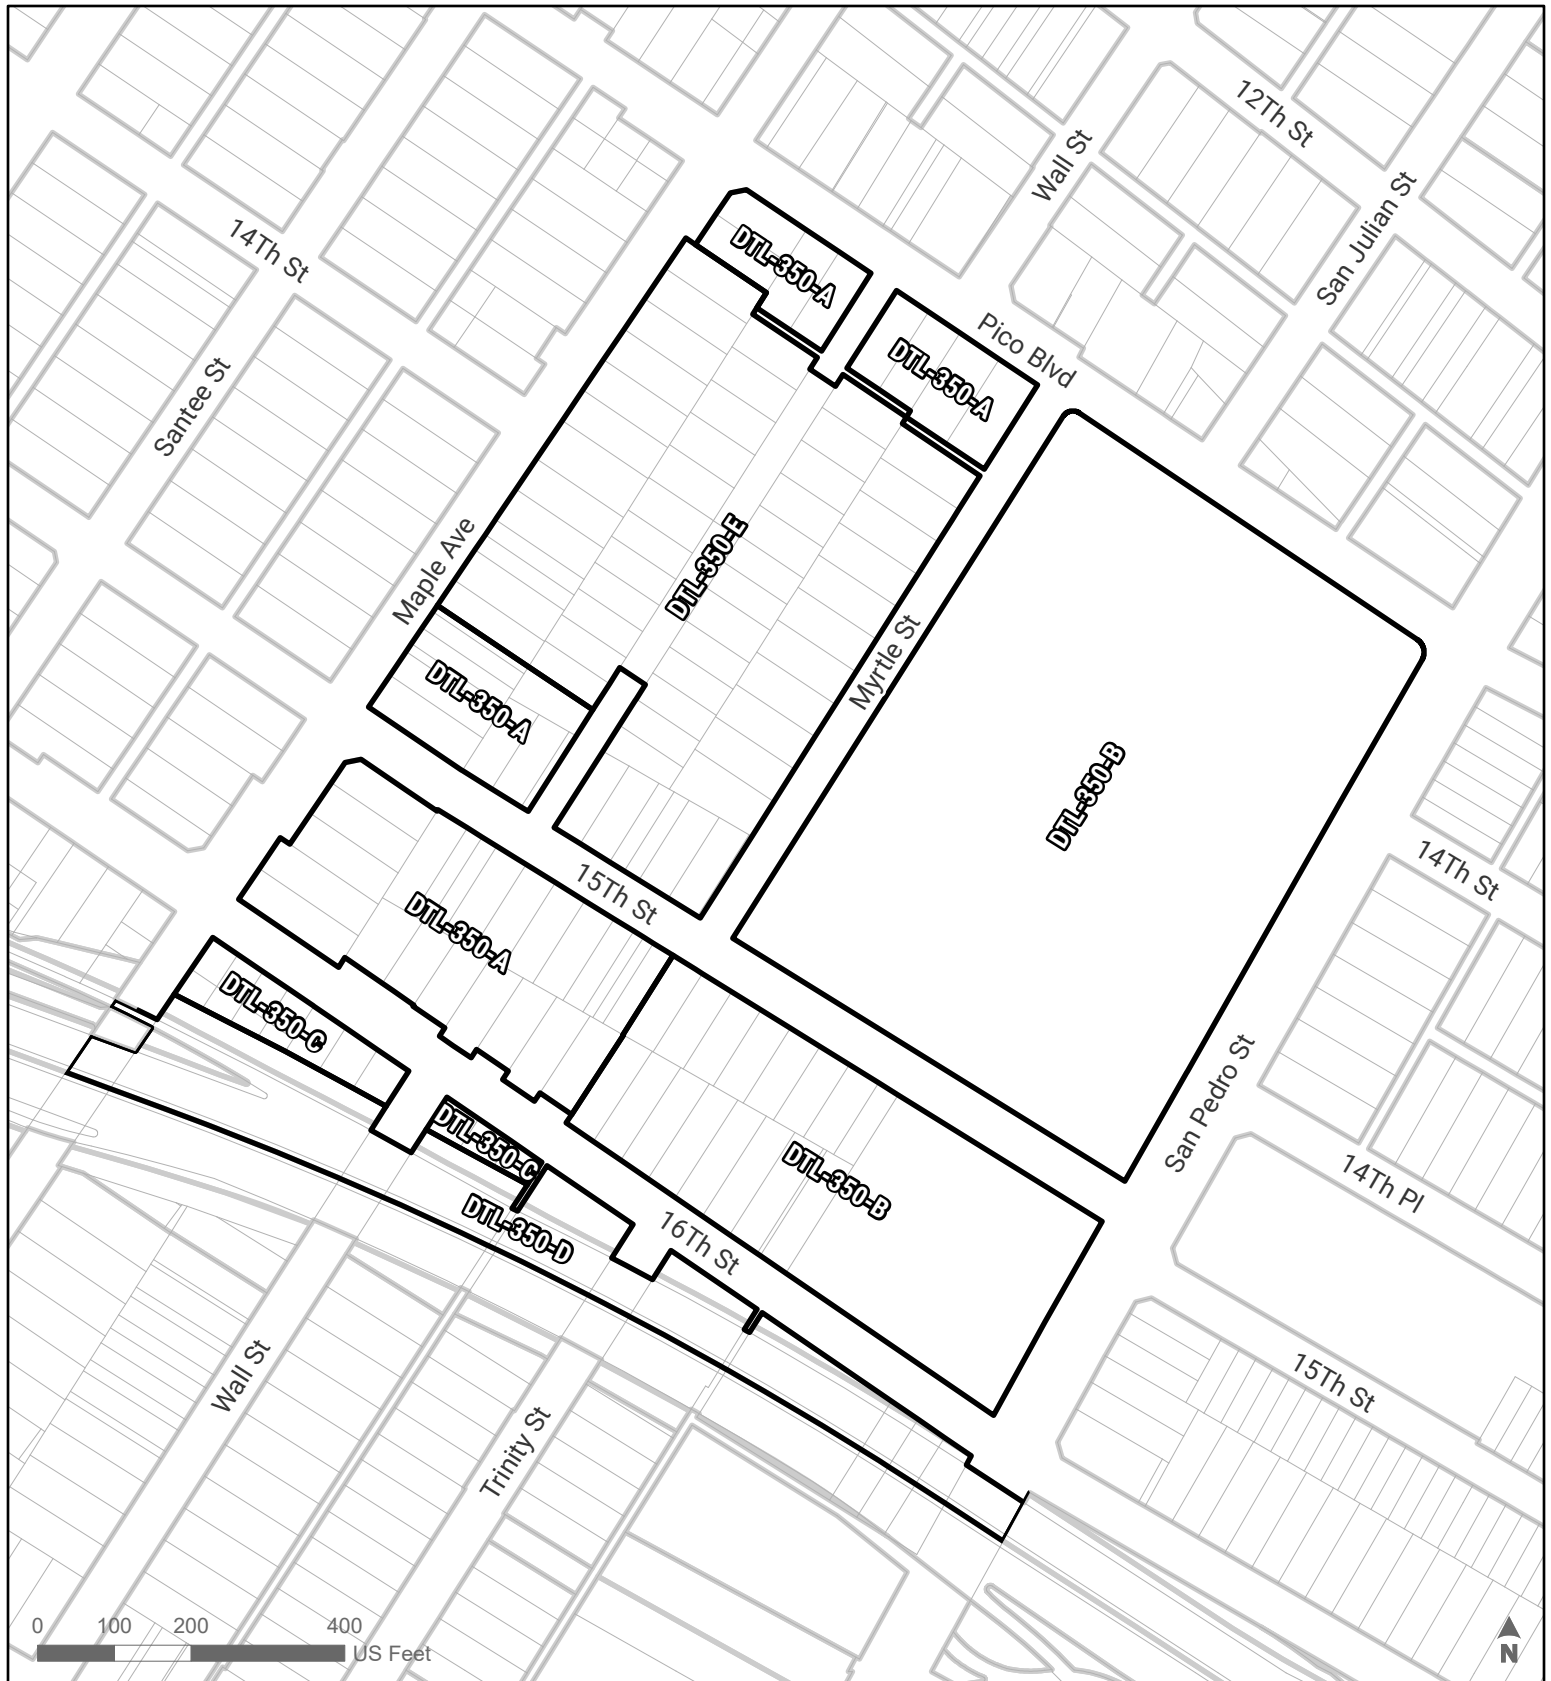 12Th St
Wall St
San Julian St
14Th St
DTL-350-A
Pico Blvd
DTL-350-A
Santee St
Maple Ave
DTL-350-E
Myrtle St
DTL-350-A
DTL-350-B
14Th St
15Th St
DTL-350-A
DTL-350-C
San Pedro St
DTL-350-C
DTL-350-B
14Th Pl
DTL-350-D
16Th St
Wall St
15Th St
Trinity St
0 100 200 400
US Feet
N